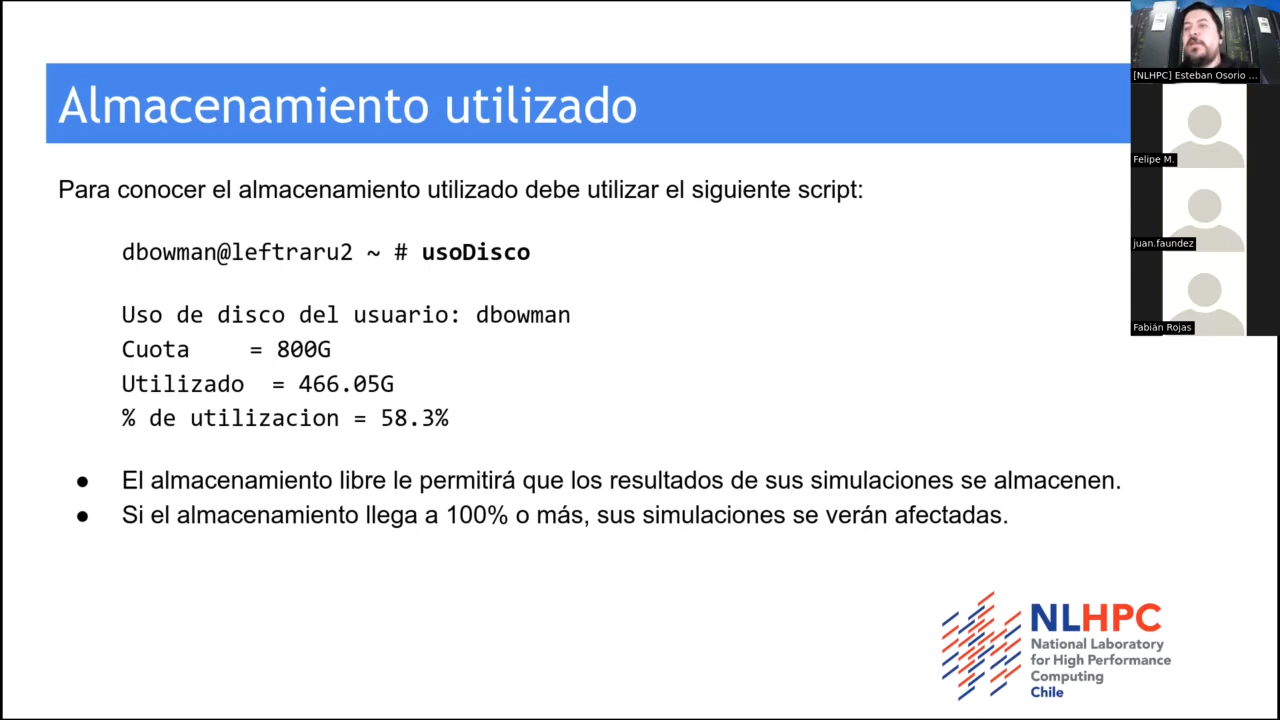 Almacenamiento utilizado
Para conocer el almacenamiento utilizado debe utilizar el siguiente script:
dbowman@leftraru2 ~ # usoDisco
Uso de disco del usuario: dbowman
Cuota = 800G
Utilizado = 466.05G
% de utilizacion = 58.3%
● El almacenamiento libre le permitirá que los resultados de sus simulaciones se almacenen.
● Si el almacenamiento llega a 100% o más, sus simulaciones se verán afectadas.
NLHPC
National Laboratory
for High Performance
Computing
Chile
[NLHPC] Esteban Osorio ...
Felipe M.
juan.faundez
Fabián Rojas